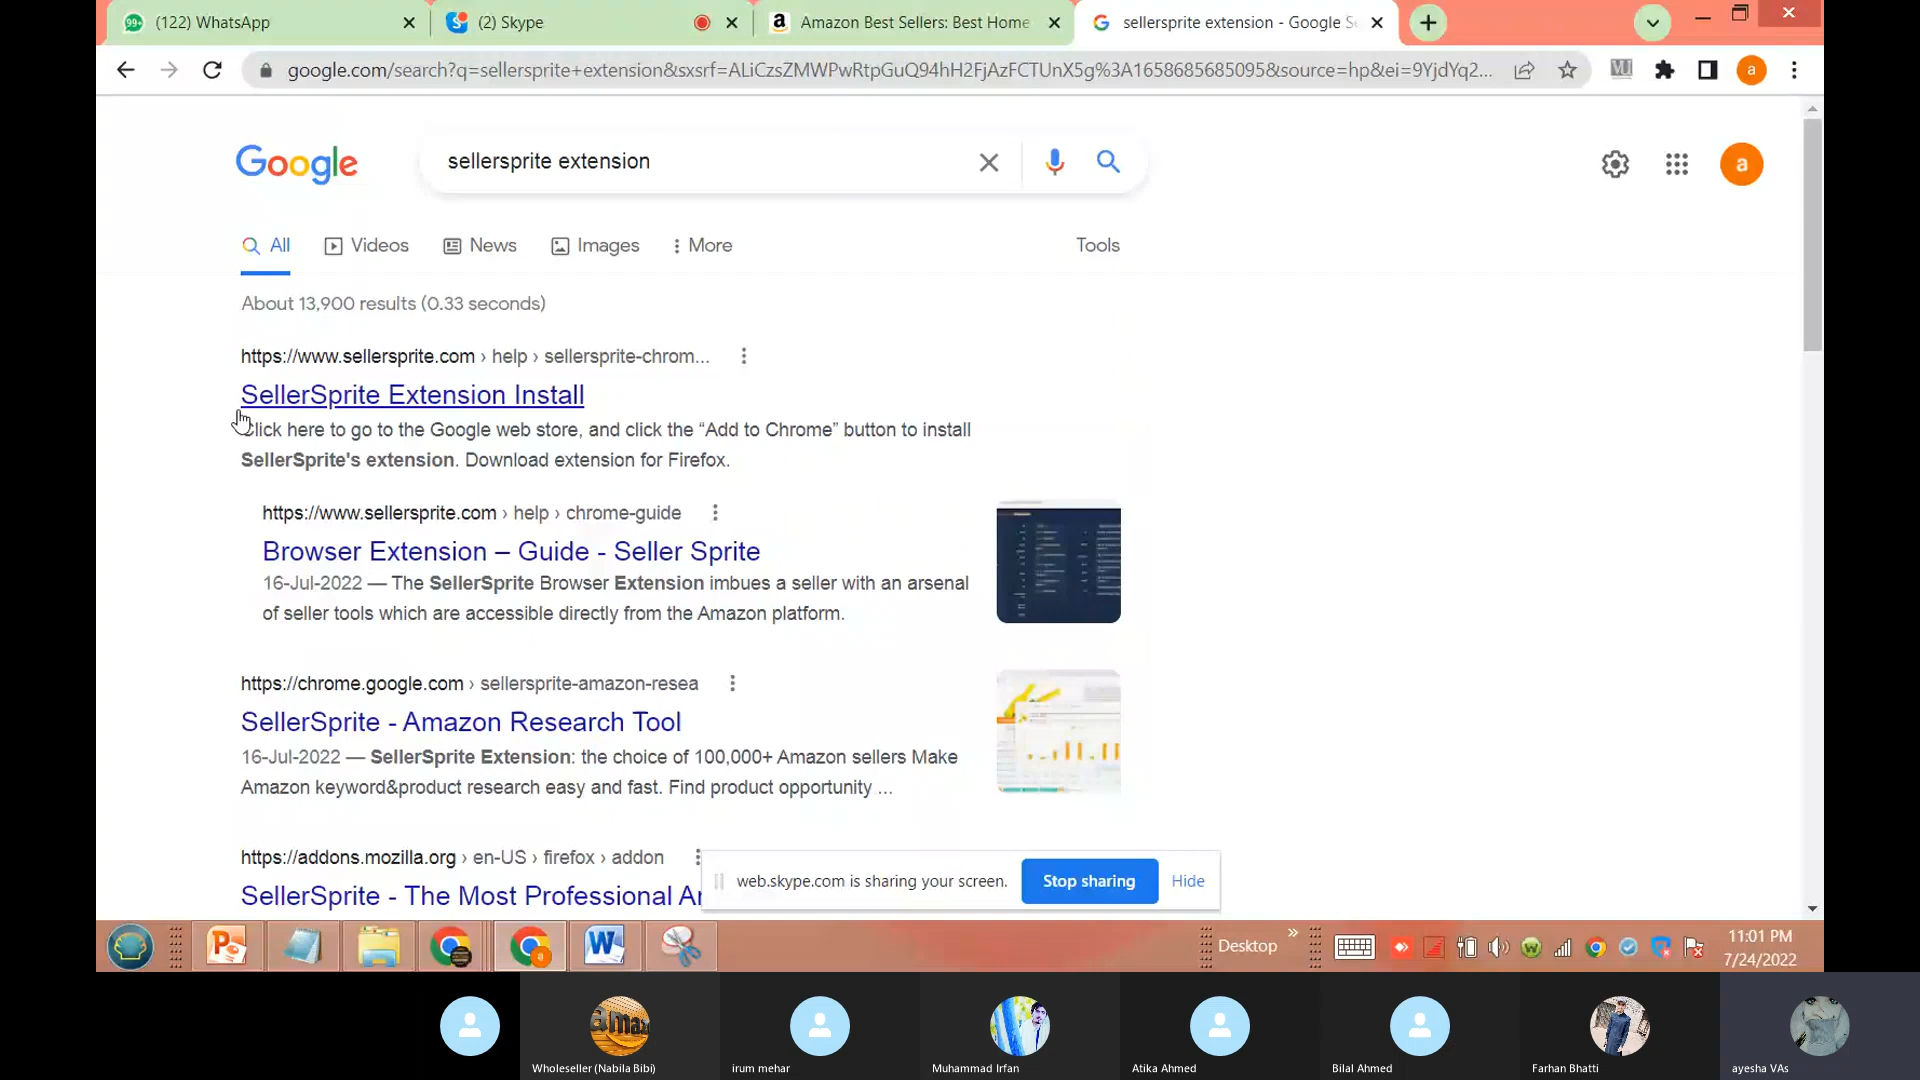 99+ (122) WhatsApp
(2) Skype
Amazon Best Sellers: Best Home
sellersprite extension - Google Se
google.com/search?q=sellersprite+extension&sxsrf=ALiCzsZMWPwRtpGuQ94hH2FjAzFCTUnX5g%3A1658685685095&source=hp&ei=9YjdYq2...
a
Google
sellersprite extension
a
All
Videos
News
Images
More
Tools
About 13,900 results (0.33 seconds)
https://www.sellersprite.com › help › sellersprite-chrom...
SellerSprite Extension Install
Click here to go to the Google web store, and click the “Add to Chrome” button to install
SellerSprite's extension. Download extension for Firefox.
https://www.sellersprite.com › help › chrome-guide
Browser Extension – Guide - Seller Sprite
16-Jul-2022 — The SellerSprite Browser Extension imbues a seller with an arsenal
of seller tools which are accessible directly from the Amazon platform.
https://chrome.google.com › sellersprite-amazon-resea
SellerSprite - Amazon Research Tool
16-Jul-2022 — SellerSprite Extension: the choice of 100,000+ Amazon sellers Make
Amazon keyword&product research easy and fast. Find product opportunity ...
https://addons.mozilla.org › en-US › firefox › addon
SellerSprite - The Most Professional Am
web.skype.com is sharing your screen.
Stop sharing
Hide
Desktop
11:01 PM
7/24/2022
Wholeseller (Nabila Bibi)
irum mehar
Muhammad Irfan
Atika Ahmed
Bilal Ahmed
Farhan Bhatti
ayesha VAs